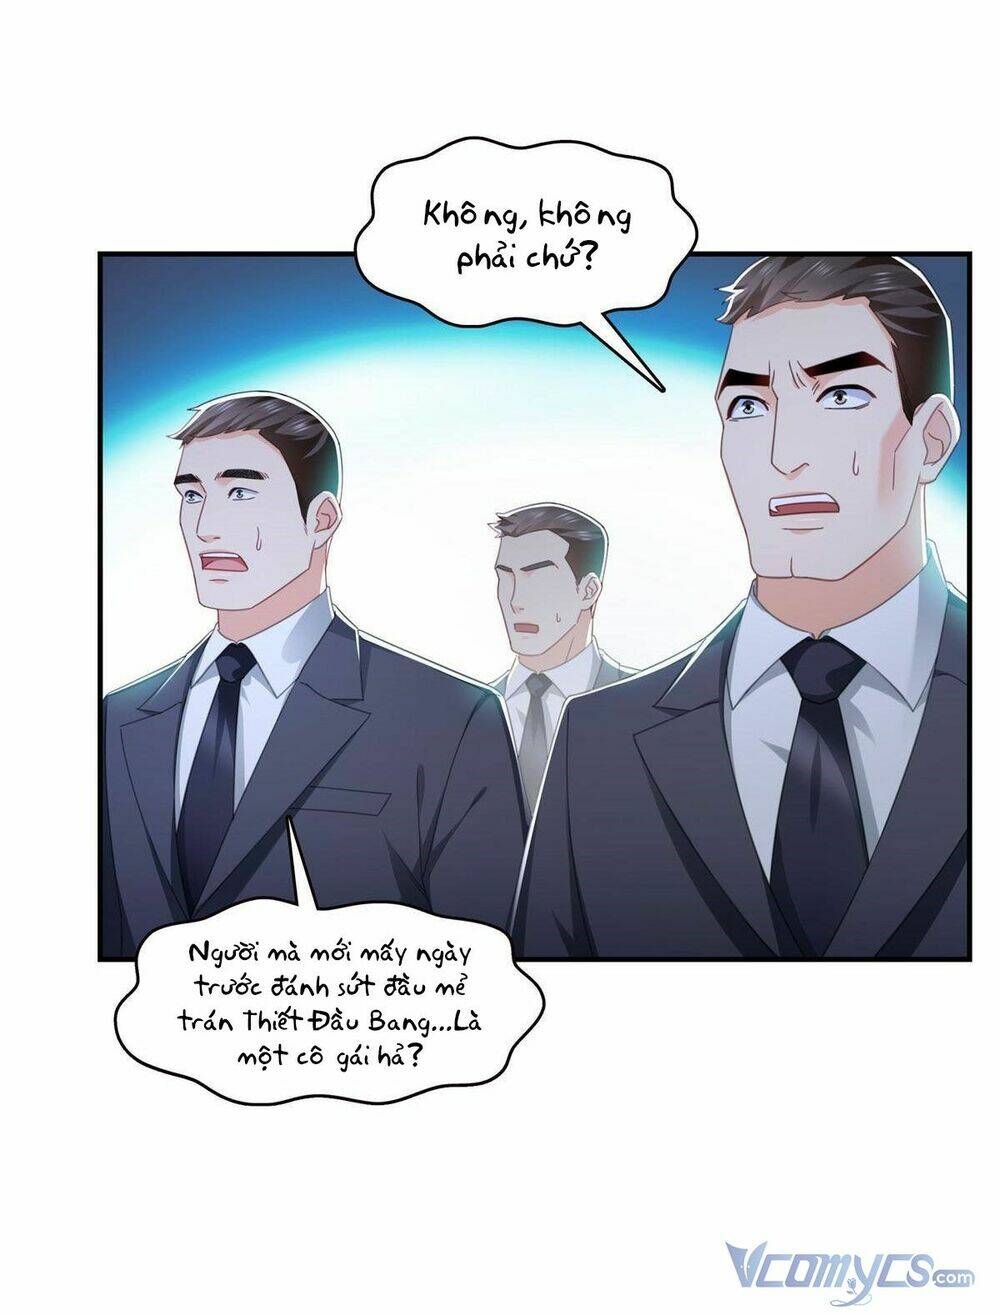 Không, không
phải chứ?
Người mà mới mấy ngày
trước đánh sứt đầu mẻ
trán Thiết Đầu Bang...Là
một cô gái hả?
Vcomycs.com